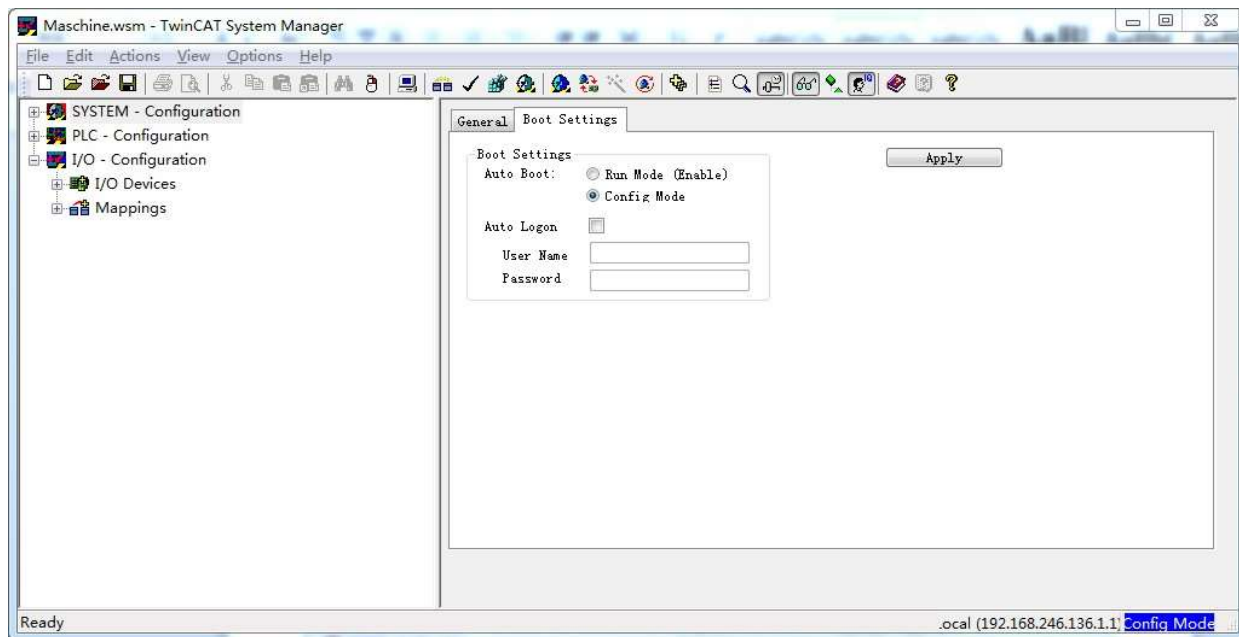 Maschine.wsm - TwinCAT System Manager
File Edit Actions View Options Help
SYSTEM - Configuration
PLC - Configuration
I/O - Configuration
I/O Devices
Mappings
General Boot Settings
Boot Settings
Auto Boot: Run Mode (Enable)
Config Mode
Apply
Auto Logon
User Name
Password
Ready
.ocal (192.168.246.136.1.1) Config Mode